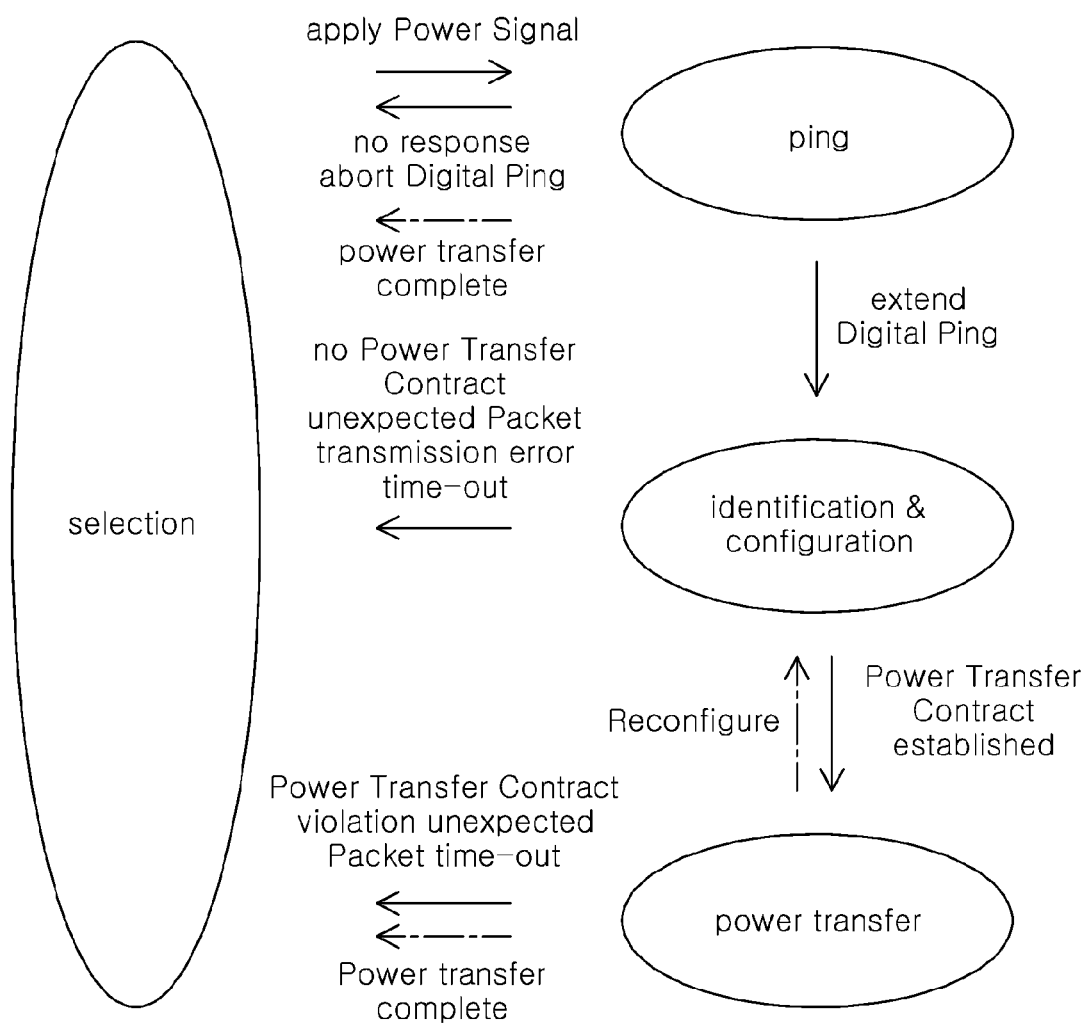 apply Power Signal
no response
abort Digital Ping
power transfer
complete
ping
extend
Digital Ping
no Power Transfer
Contract
unexpected Packet
transmission error
time-out
selection
identification &
configuration
Reconfigure
Power Transfer
Contract
established
Power Transfer Contract
violation unexpected
Packet time-out
Power transfer
complete
power transfer